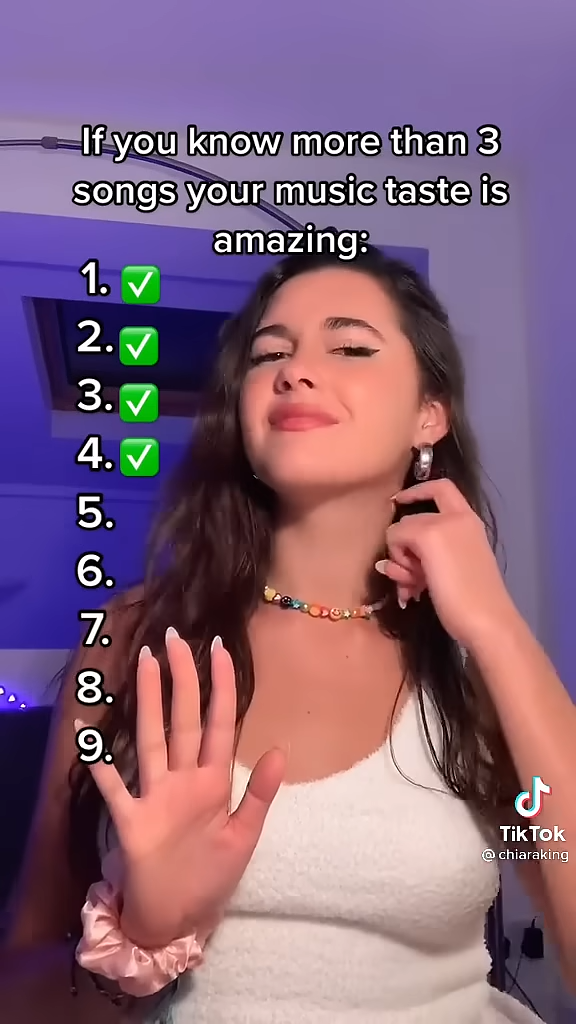 If you know more than 3
songs your music taste is
amazing:
1. ✅
2. ✅
3. ✅
4. ✅
5.
6.
7.
8.
9.
TikTok
@ chiaraking